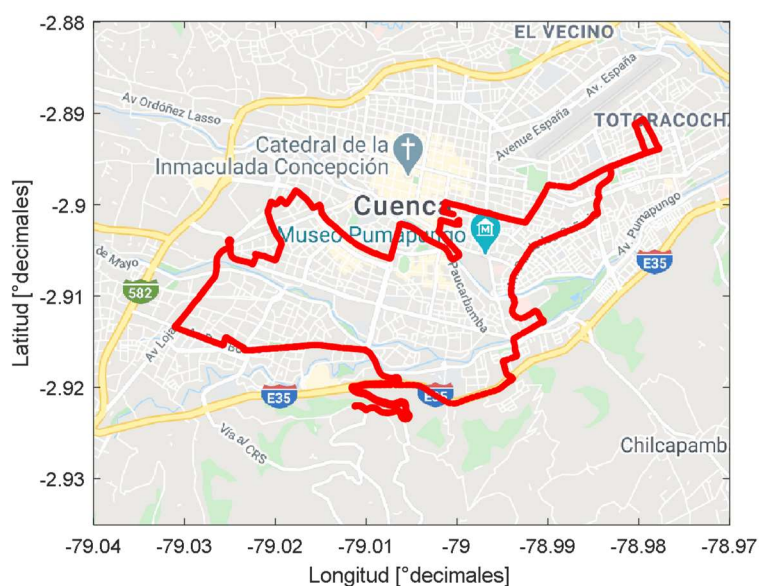 -2.88
-2.89
-2.9
-2.91
-2.92
-2.93
Latitud [°decimales]
EL VECINO
Av. España
Av Ordóñez Lasso
Avenue España
TOTORACOCH
Catedral de la
Inmaculada Concepción
Cuenca
Museo Pumapungo
Av. Pumapungo
de Mayo
582
E35
Paucarbamba
Av Loja
E35
E35
Vía a/ CRS
Chilcapamb
-79.04
-79.03
-79.02
-79.01
-79
-78.99
-78.98
-78.97
Longitud [°decimales]